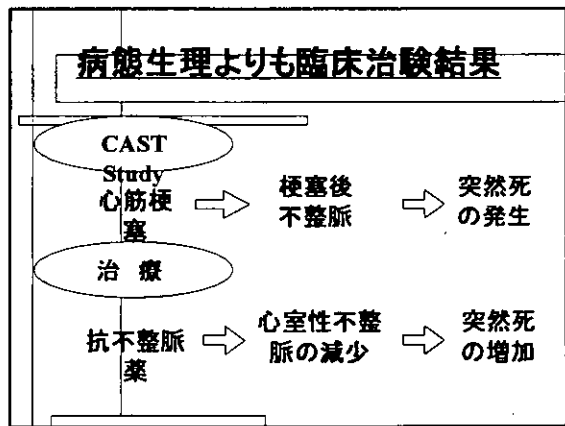 病態生理よりも臨床治験結果
CAST
Study
心筋梗
塞
梗塞後
不整脈
突然死
の発生
治 療
抗不整脈
薬
心室性不整
脈の減少
突然死
の増加